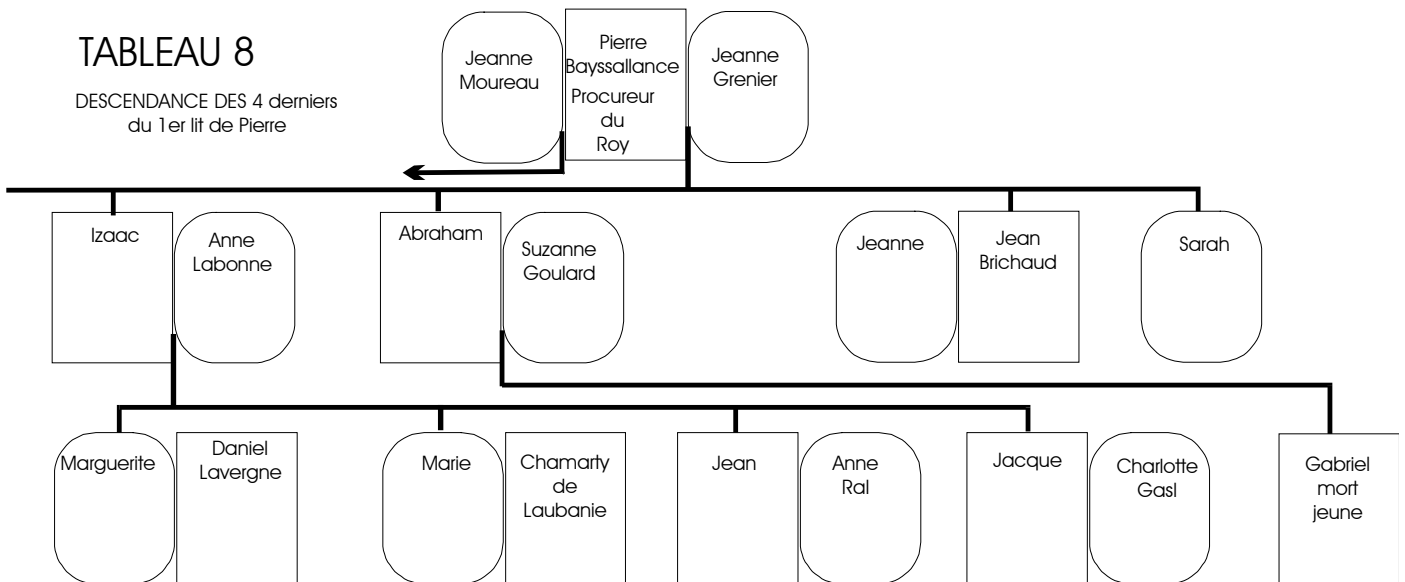 TABLEAU 8
DESCENDANCE DES 4 derniers
du 1er lit de Pierre
Jeanne
Moureau
Pierre
Bayssallance
Procureur
du
Roy
Jeanne
Grenier
Izaac
Anne
Labonne
Abraham
Suzanne
Goulard
Jeanne
Jean
Brichaud
Sarah
Marguerite
Daniel
Lavergne
Marie
Chamarty
de
Laubanie
Jean
Anne
Ral
Jacque
Charlotte
Gasl
Gabriel
mort
jeune